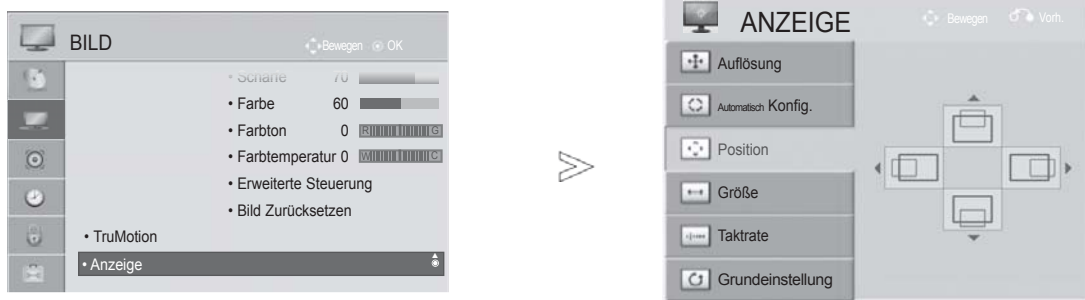 BILD
Bewegen OK
• Schärfe 70
• Farbe 60
• Farbton 0 R G
• Farbtemperatur 0 W C
• Erweiterte Steuerung
• Bild Zurücksetzen
• TruMotion
• Anzeige
ANZEIGE
Bewegen Vorh.
Auflösung
Automatisch Konfig.
Position
Größe
Taktrate
Grundeinstellung